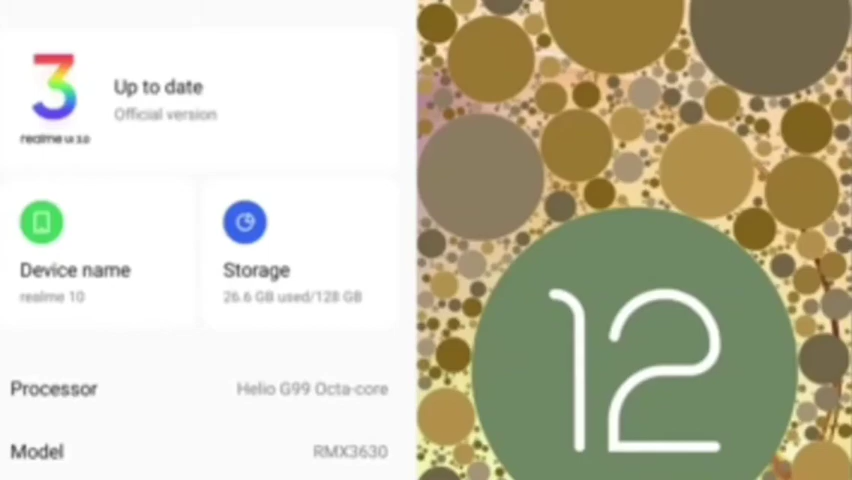 3
realme UI 3.0
Up to date
Official version
Device name
realme 10
Storage
26.6 GB used/128 GB
Processor
Helio G99 Octa-core
Model
RMX3630
12